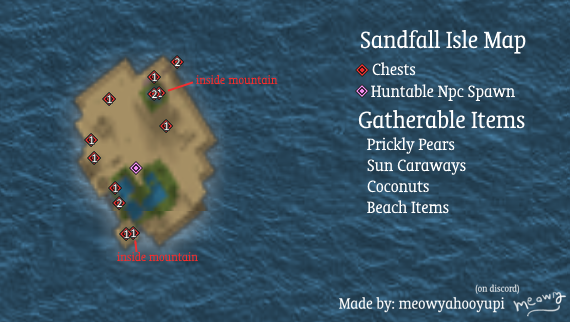 Sandfall Isle Map
Chests
Huntable Npc Spawn
Gatherable Items
Prickly Pears
Sun Caraways
Coconuts
Beach Items
2
1
inside mountain
2 1
1
1
1
1
1
2
1 1
inside mountain
(on discord)
Made by: meowyahooyupi
meowy